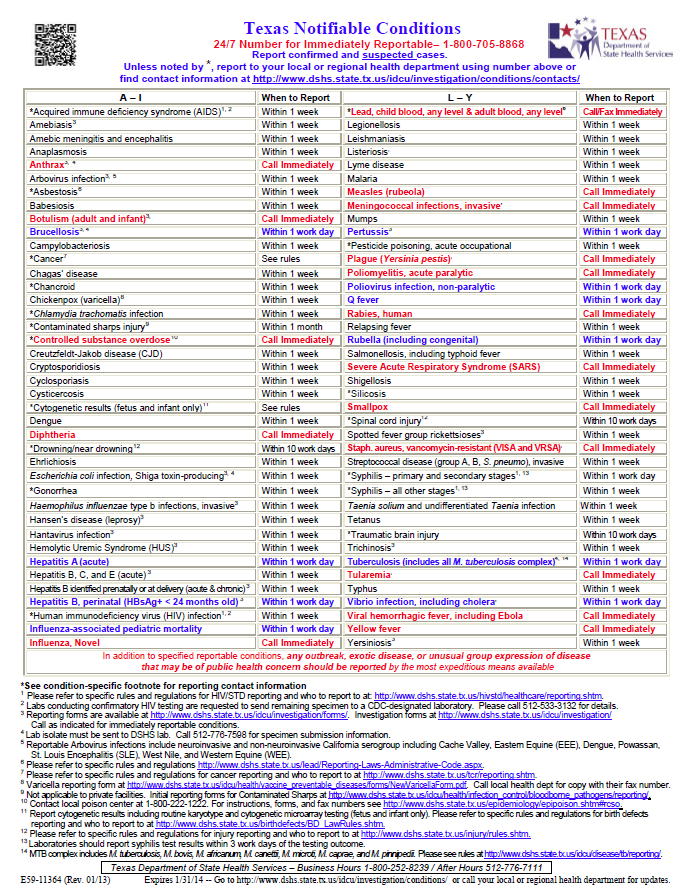 Texas Notifiable Conditions
24/7 Number for Immediately Reportable– 1-800-705-8868
Report confirmed and suspected cases.
Unless noted by *, report to your local or regional health department using number above or
find contact information at http://www.dshs.state.tx.us/idcu/investigation/conditions/contacts/
TEXAS
Department of
State Health Services
A – I When to Report L – Y When to Report
*Acquired immune deficiency syndrome (AIDS)1, 2 Within 1 week *Lead, child blood, any level & adult blood, any level6 Call/Fax Immediately
Amebiasis3 Within 1 week Legionellosis Within 1 week
Amebic meningitis and encephalitis Within 1 week Leishmaniasis Within 1 week
Anaplasmosis Within 1 week Listeriosis Within 1 week
Anthrax3, 4 Call Immediately Lyme disease Within 1 week
Arbovirus infection3, 5 Within 1 week Malaria Within 1 week
*Asbestosis6 Within 1 week Measles (rubeola) Call Immediately
Babesiosis Within 1 week Meningococcal infections, invasive Call Immediately
Botulism (adult and infant)3, Call Immediately Mumps Within 1 week
Brucellosis3, 4 Within 1 work day Pertussis3 Within 1 work day
Campylobacteriosis Within 1 week *Pesticide poisoning, acute occupational Within 1 week
*Cancer7 See rules Plague (Yersinia pestis) Call Immediately
Chagas' disease Within 1 week Poliomyelitis, acute paralytic Call Immediately
*Chancroid Within 1 week Poliovirus infection, non-paralytic Within 1 work day
Chickenpox (varicella)8 Within 1 week Q fever Within 1 work day
*Chlamydia trachomatis infection Within 1 week Rabies, human Call Immediately
*Contaminated sharps injury9 Within 1 month Relapsing fever Within 1 week
*Controlled substance overdose10 Call Immediately Rubella (including congenital) Within 1 work day
Creutzfeldt-Jakob disease (CJD) Within 1 week Salmonellosis, including typhoid fever Within 1 week
Cryptosporidiosis Within 1 week Severe Acute Respiratory Syndrome (SARS) Call Immediately
Cyclosporiasis Within 1 week Shigellosis Within 1 week
Cysticercosis Within 1 week *Silicosis Within 1 week
*Cytogenetic results (fetus and infant only)11 See rules Smallpox Call Immediately
Dengue Within 1 week *Spinal cord injury12 Within 10 work days
Diphtheria Call Immediately Spotted fever group rickettsioses3 Within 1 week
*Drowning/near drowning12 Within 10 work days Staph. aureus, vancomycin-resistant (VISA and VRSA) Call Immediately
Ehrlichiosis Within 1 week Streptococcal disease (group A, B, S. pneumo), invasive Within 1 week
Escherichia coli infection, Shiga toxin-producing3, 4 Within 1 week *Syphilis – primary and secondary stages1, 13 Within 1 work day
*Gonorrhea Within 1 week *Syphilis – all other stages1, 13 Within 1 week
Haemophilus influenzae type b infections, invasive3 Within 1 week Taenia solium and undifferentiated Taenia infection Within 1 week
Hansen's disease (leprosy)3 Within 1 week Tetanus Within 1 week
Hantavirus infection3 Within 1 week *Traumatic brain injury Within 10 work days
Hemolytic Uremic Syndrome (HUS)3 Within 1 week Trichinosis3 Within 1 week
Hepatitis A (acute) Within 1 work day Tuberculosis (includes all M. tuberculosis complex)4, 14 Within 1 work day
Hepatitis B, C, and E (acute)3 Within 1 week Tularemia Call Immediately
Hepatitis B identified prenatally or at delivery (acute & chronic)3 Within 1 week Typhus Within 1 week
Hepatitis B, perinatal (HBsAg+ < 24 months old)3 Within 1 work day Vibrio infection, including cholera Within 1 work day
*Human immunodeficiency virus (HIV) infection1, 2 Within 1 week Viral hemorrhagic fever, including Ebola Call Immediately
Influenza-associated pediatric mortality Within 1 work day Yellow fever Call Immediately
Influenza, Novel Call Immediately Yersiniosis3 Within 1 week
In addition to specified reportable conditions, any outbreak, exotic disease, or unusual group expression of disease
that may be of public health concern should be reported by the most expeditious means available
*See condition-specific footnote for reporting contact information
1 Please refer to specific rules and regulations for HIV/STD reporting and who to report to at: http://www.dshs.state.tx.us/hivstd/healthcare/reporting.shtm.
2 Labs conducting confirmatory HIV testing are requested to send remaining specimen to a CDC-designated laboratory. Please call 512-533-3132 for details.
3 Reporting forms are available at http://www.dshs.state.tx.us/idcu/investigation/forms/. Investigation forms at http://www.dshs.state.tx.us/idcu/investigation/
Call as indicated for immediately reportable conditions.
4 Lab isolate must be sent to DSHS lab. Call 512-776-7598 for specimen submission information.
5 Reportable Arbovirus infections include neuroinvasive and non-neuroinvasive California serogroup including Cache Valley, Eastern Equine (EEE), Dengue, Powassan,
St. Louis Encephalitis (SLE), West Nile, and Western Equine (WEE).
6 Please refer to specific rules and regulations http://www.dshs.state.tx.us/lead/Reporting-Laws-Administrative-Code.aspx.
7 Please refer to specific rules and regulations for cancer reporting and who to report to at http://www.dshs.state.tx.us/tcr/reporting.shtm.
8 Varicella reporting form at http://www.dshs.state.tx.us/idcu/health/vaccine_preventable_diseases/forms/NewVaricellaForm.pdf. Call local health dept for copy with their fax number.
9 Not applicable to private facilities. Initial reporting forms for Contaminated Sharps at http://www.dshs.state.tx.us/idcu/health/infection_control/bloodborne_pathogens/reporting/.
10 Contact local poison center at 1-800-222-1222. For instructions, forms, and fax numbers see http://www.dshs.state.tx.us/epidemiology/epipoison.shtm#rcso.
11 Report cytogenetic results including routine karyotype and cytogenetic microarray testing (fetus and infant only). Please refer to specific rules and regulations for birth defects
reporting and who to report to at http://www.dshs.state.tx.us/birthdefects/BD_LawRules.shtm.
12 Please refer to specific rules and regulations for injury reporting and who to report to at http://www.dshs.state.tx.us/injury/rules.shtm.
13 Laboratories should report syphilis test results within 3 work days of the testing outcome.
14 MTB complex includes M. tuberculosis, M. bovis, M. africanum, M. canettii, M. microti, M. caprae, and M. pinnipedii. Please see rules at http://www.dshs.state.tx.us/idcu/disease/tb/reporting/.
Texas Department of State Health Services – Business Hours 1-800-252-8239 / After Hours 512-776-7111
E59-11364 (Rev. 01/13) Expires 1/31/14 -- Go to http://www.dshs.state.tx.us/idcu/investigation/conditions/ or call your local or regional health department for updates.